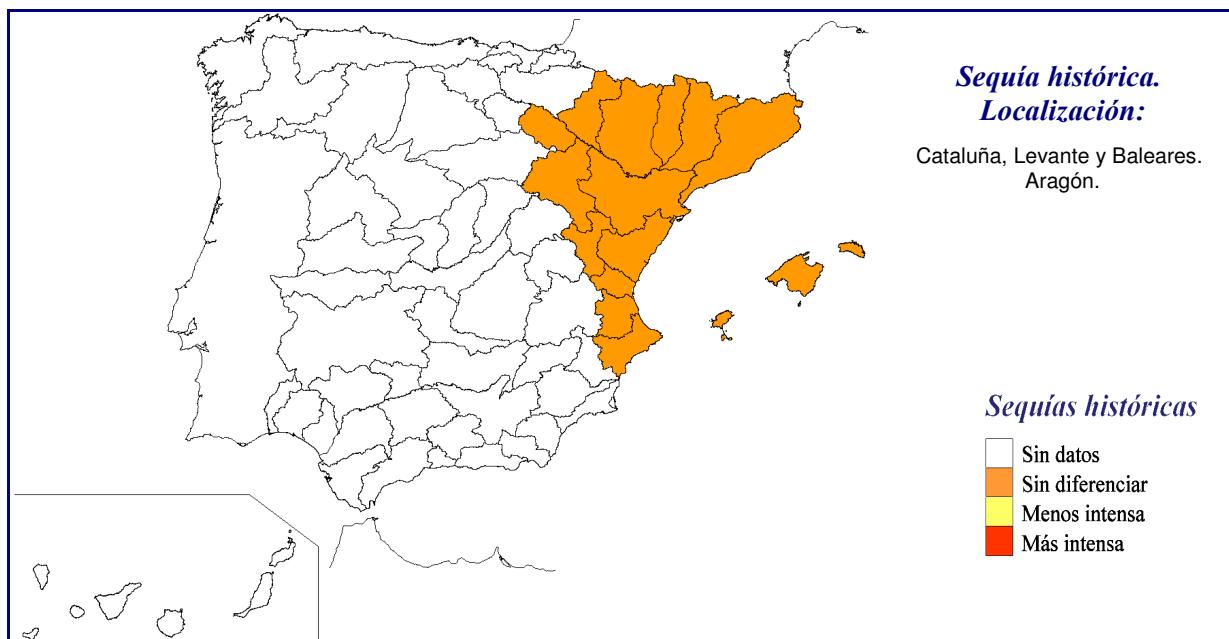 Sequía histórica.
Localización:
Cataluña, Levante y Baleares.
Aragón.
Sequías históricas
Sin datos
Sin diferenciar
Menos intensa
Más intensa